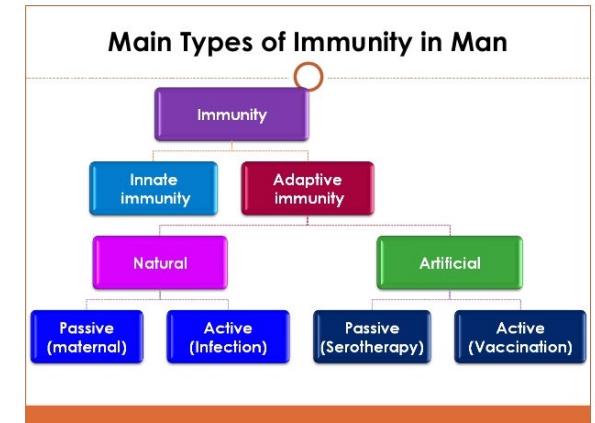 Main Types of Immunity in Man
Immunity
Innate
immunity
Adaptive
immunity
Natural
Artificial
Passive
(maternal)
Active
(Infection)
Passive
(Serotherapy)
Active
(Vaccination)